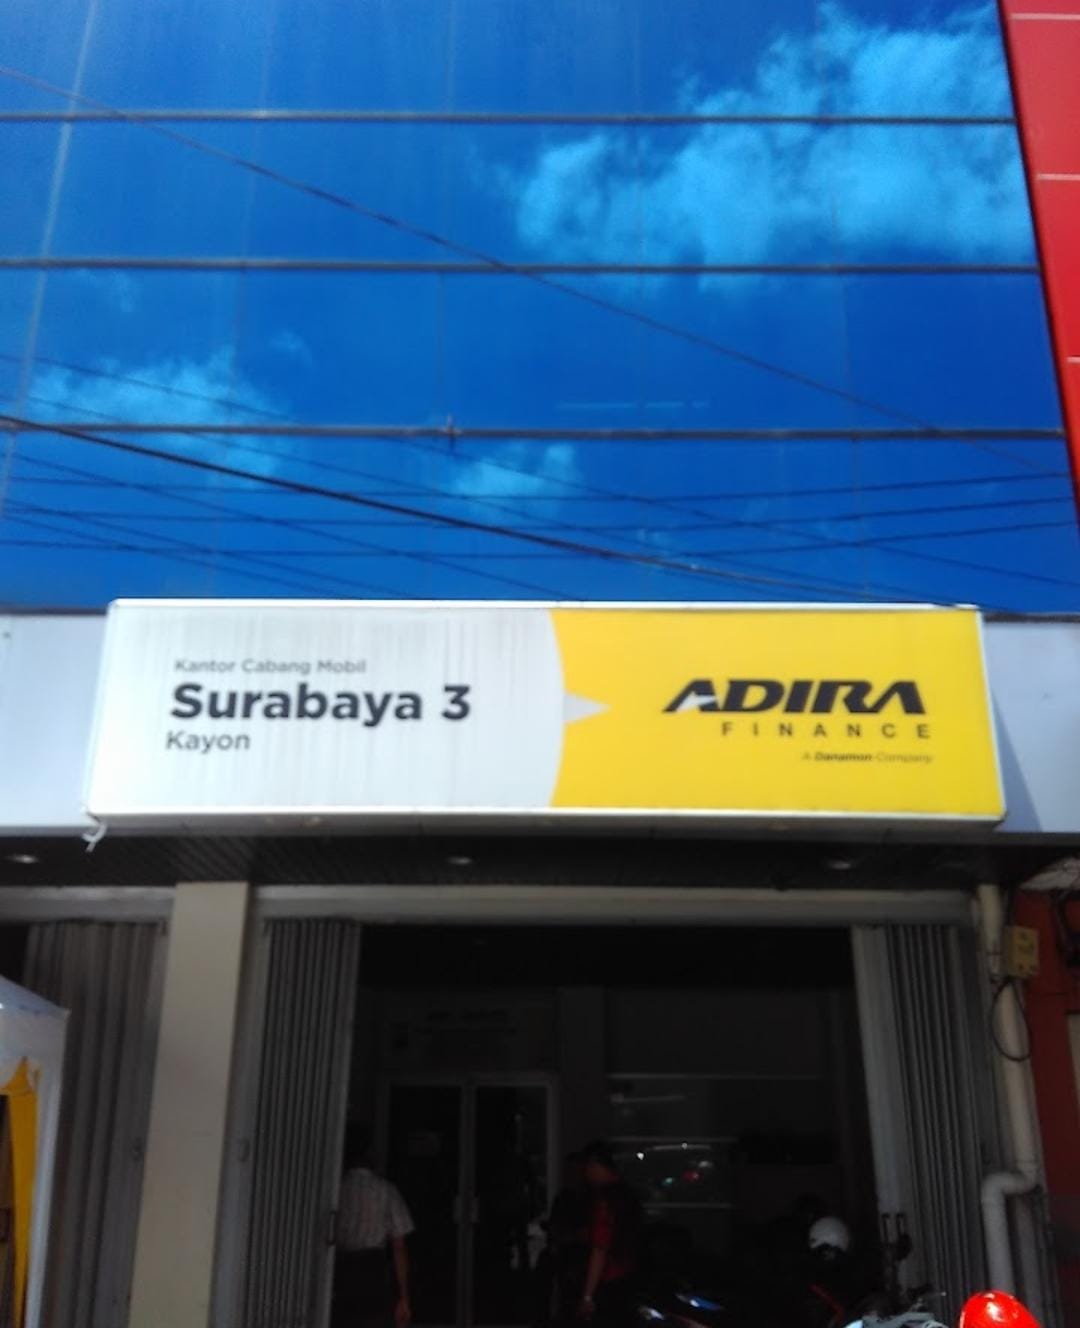 Kantor Cabang Mobil
Surabaya 3
Kayon
ADIRA
FINANCE
A Danamon Company